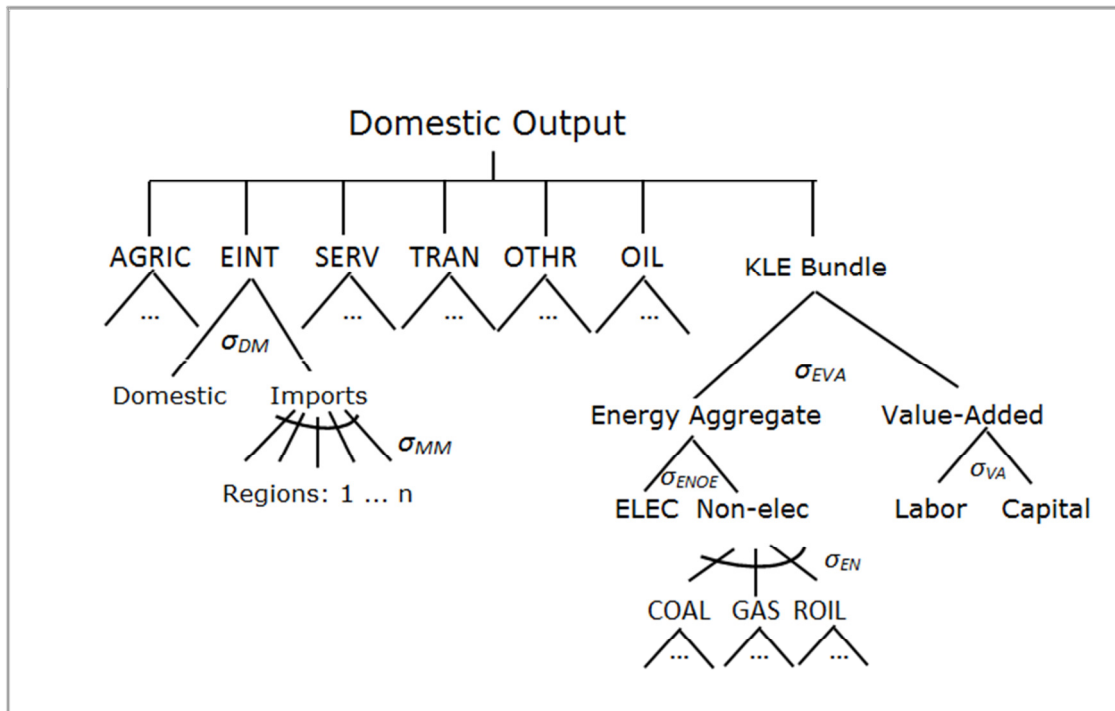 Domestic Output
AGRIC EINT SERV TRAN OTHR OIL KLE Bundle
... ... ... ... ...
σDM
σEVA
Domestic Imports
Energy Aggregate Value-Added
σMM
σENOE σVA
Regions: 1 ... n
ELEC Non-elec Labor Capital
σEN
COAL GAS ROIL
... ... ...